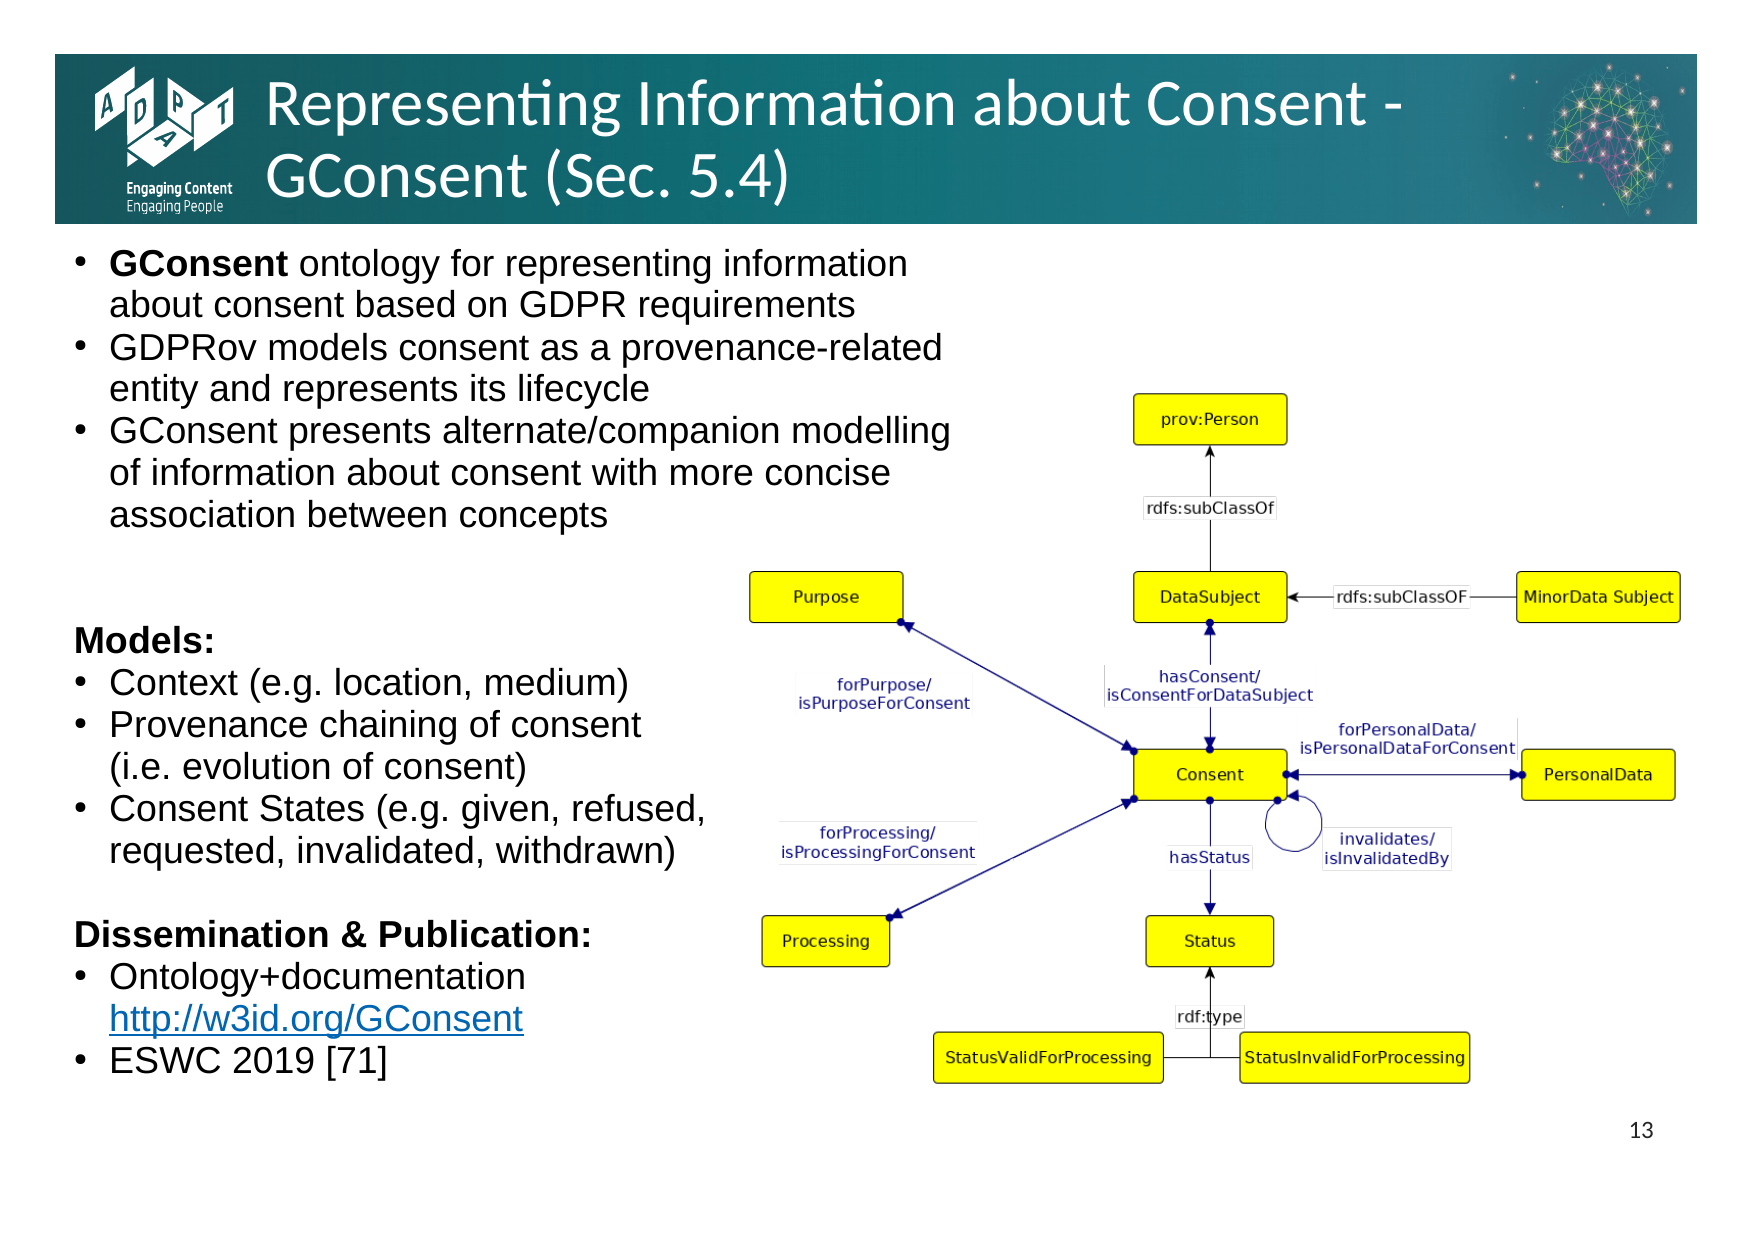 A D A P T
Engaging Content
Engaging People
Representing Information about Consent -
GConsent (Sec. 5.4)
• GConsent ontology for representing information
about consent based on GDPR requirements
• GDPRov models consent as a provenance-related
entity and represents its lifecycle
• GConsent presents alternate/companion modelling
of information about consent with more concise
association between concepts
Models:
• Context (e.g. location, medium)
• Provenance chaining of consent
(i.e. evolution of consent)
• Consent States (e.g. given, refused,
requested, invalidated, withdrawn)
Dissemination & Publication:
• Ontology+documentation
http://w3id.org/GConsent
• ESWC 2019 [71]
prov:Person
rdfs:subClassOf
Purpose
DataSubject
rdfs:subClassOF
MinorData Subject
forPurpose/
isPurposeForConsent
hasConsent/
isConsentForDataSubject
forPersonalData/
isPersonalDataForConsent
Consent
PersonalData
forProcessing/
isProcessingForConsent
hasStatus
invalidates/
isInvalidatedBy
Processing
Status
rdf:type
StatusValidForProcessing
StatusInvalidForProcessing
13